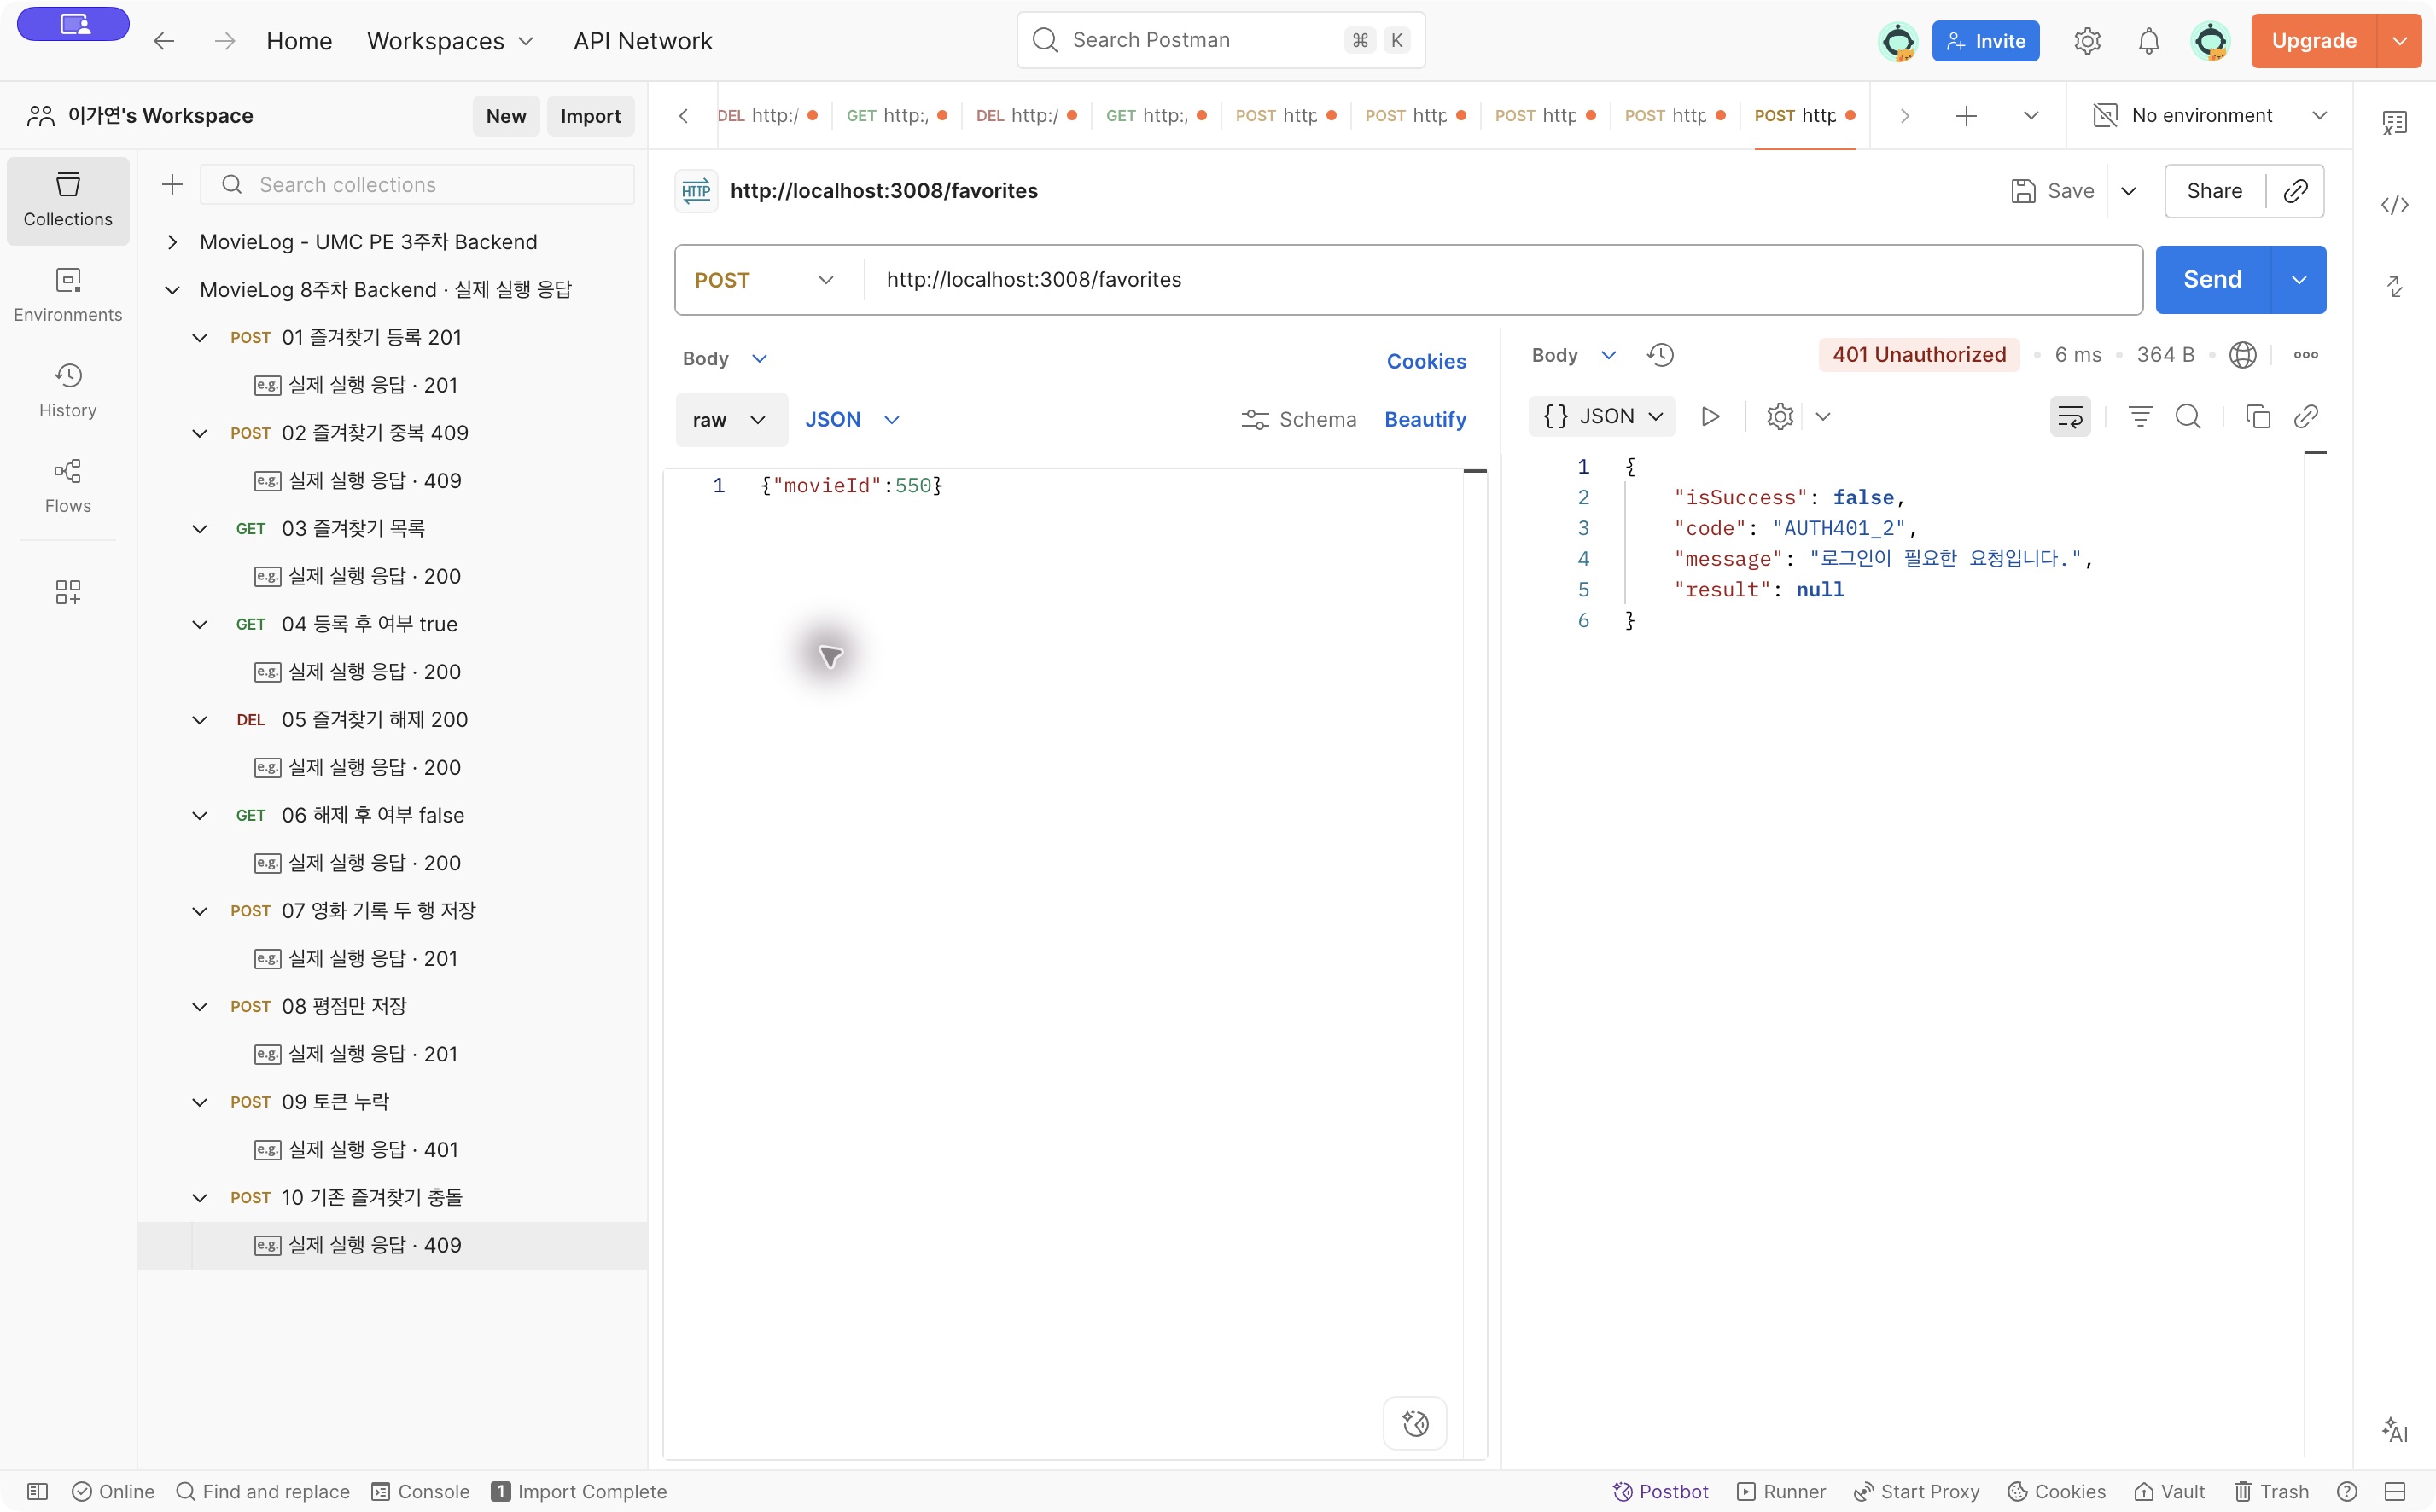 Home
Workspaces
API Network
Search Postman
⌘ K
Invite
Upgrade
이가연's Workspace
New
Import
DEL http:/
GET http:,
DEL http:/
GET http:,
POST http
POST http
POST http
POST http
POST http
No environment
Collections
Environments
History
Flows
Search collections
MovieLog - UMC PE 3주차 Backend
MovieLog 8주차 Backend · 실제 실행 응답
POST 01 즐겨찾기 등록 201
e.g. 실제 실행 응답 · 201
POST 02 즐겨찾기 중복 409
e.g. 실제 실행 응답 · 409
GET 03 즐겨찾기 목록
e.g. 실제 실행 응답 · 200
GET 04 등록 후 여부 true
e.g. 실제 실행 응답 · 200
DEL 05 즐겨찾기 해제 200
e.g. 실제 실행 응답 · 200
GET 06 해제 후 여부 false
e.g. 실제 실행 응답 · 200
POST 07 영화 기록 두 행 저장
e.g. 실제 실행 응답 · 201
POST 08 평점만 저장
e.g. 실제 실행 응답 · 201
POST 09 토큰 누락
e.g. 실제 실행 응답 · 401
POST 10 기존 즐겨찾기 충돌
e.g. 실제 실행 응답 · 409
HTTP http://localhost:3008/favorites
Save
Share
POST http://localhost:3008/favorites
Send
Body
Cookies
raw
JSON
Schema
Beautify
1 {"movieId":550}
Body
401 Unauthorized • 6 ms • 364 B
{} JSON
1 {
2 "isSuccess": false,
3 "code": "AUTH401_2",
4 "message": "로그인이 필요한 요청입니다.",
5 "result": null
6 }
AI
Online
Find and replace
Console
1 Import Complete
Postbot
Runner
Start Proxy
Cookies
Vault
Trash